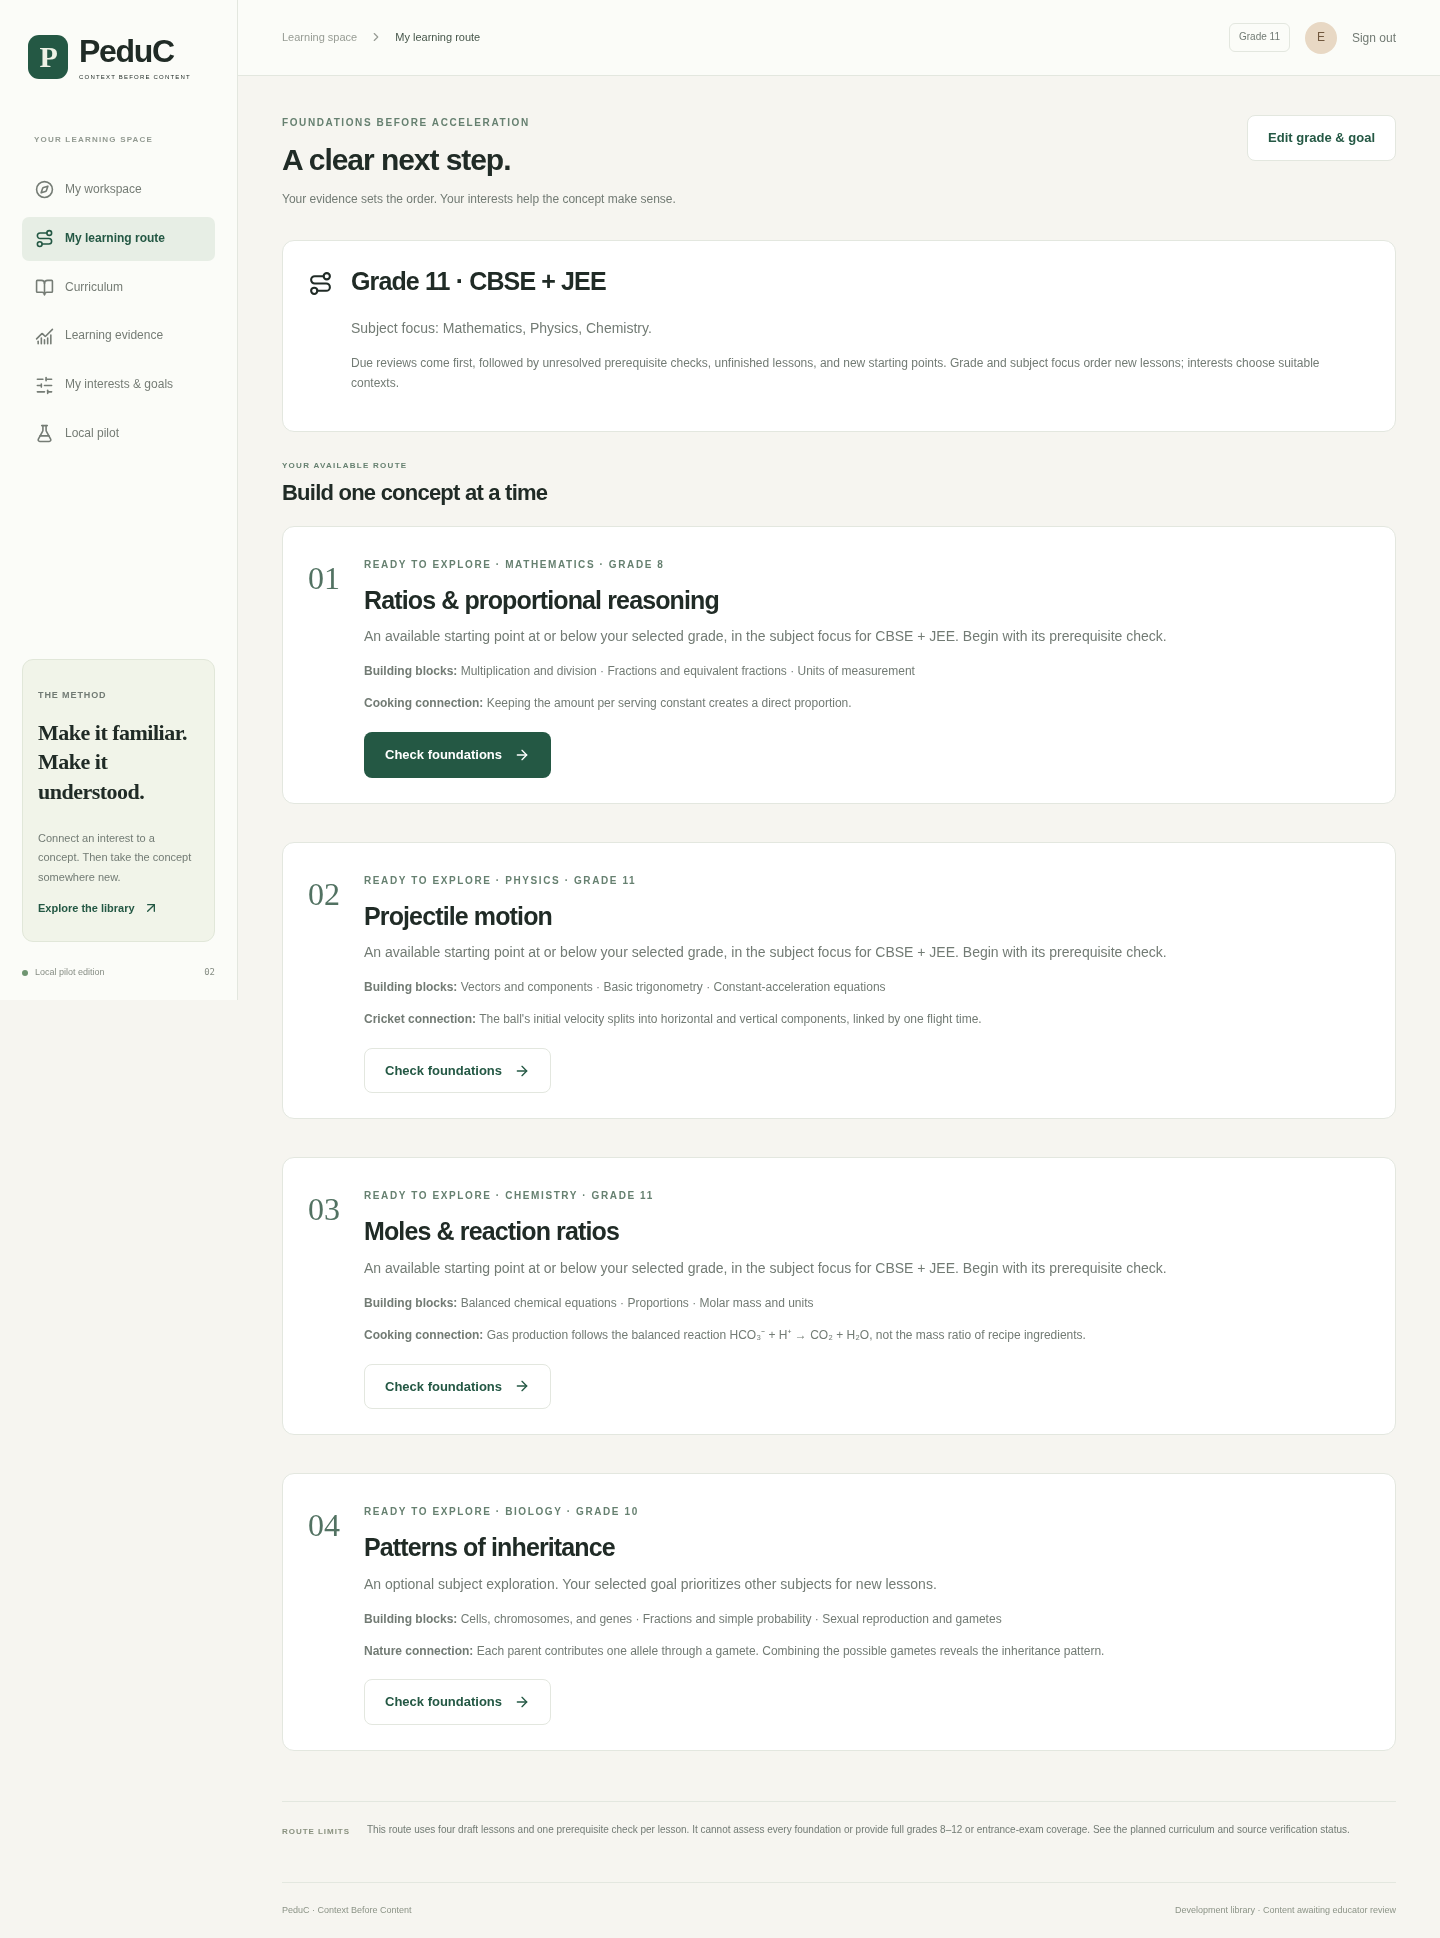 P
PeduC
CONTEXT BEFORE CONTENT
YOUR LEARNING SPACE
My workspace
My learning route
Curriculum
Learning evidence
My interests & goals
Local pilot
THE METHOD
Make it familiar.
Make it
understood.
Connect an interest to a
concept. Then take the concept
somewhere new.
Explore the library
Local pilot edition 02
Learning space My learning route
Grade 11 E Sign out
FOUNDATIONS BEFORE ACCELERATION
A clear next step.
Your evidence sets the order. Your interests help the concept make sense.
Edit grade & goal
Grade 11 · CBSE + JEE
Subject focus: Mathematics, Physics, Chemistry.
Due reviews come first, followed by unresolved prerequisite checks, unfinished lessons, and new starting points. Grade and subject focus order new lessons; interests choose suitable
contexts.
YOUR AVAILABLE ROUTE
Build one concept at a time
01
READY TO EXPLORE · MATHEMATICS · GRADE 8
Ratios & proportional reasoning
An available starting point at or below your selected grade, in the subject focus for CBSE + JEE. Begin with its prerequisite check.
Building blocks: Multiplication and division · Fractions and equivalent fractions · Units of measurement
Cooking connection: Keeping the amount per serving constant creates a direct proportion.
Check foundations →
02
READY TO EXPLORE · PHYSICS · GRADE 11
Projectile motion
An available starting point at or below your selected grade, in the subject focus for CBSE + JEE. Begin with its prerequisite check.
Building blocks: Vectors and components · Basic trigonometry · Constant-acceleration equations
Cricket connection: The ball's initial velocity splits into horizontal and vertical components, linked by one flight time.
Check foundations →
03
READY TO EXPLORE · CHEMISTRY · GRADE 11
Moles & reaction ratios
An available starting point at or below your selected grade, in the subject focus for CBSE + JEE. Begin with its prerequisite check.
Building blocks: Balanced chemical equations · Proportions · Molar mass and units
Cooking connection: Gas production follows the balanced reaction HCO₃⁻ + H⁺ → CO₂ + H₂O, not the mass ratio of recipe ingredients.
Check foundations →
04
READY TO EXPLORE · BIOLOGY · GRADE 10
Patterns of inheritance
An optional subject exploration. Your selected goal prioritizes other subjects for new lessons.
Building blocks: Cells, chromosomes, and genes · Fractions and simple probability · Sexual reproduction and gametes
Nature connection: Each parent contributes one allele through a gamete. Combining the possible gametes reveals the inheritance pattern.
Check foundations →
ROUTE LIMITS This route uses four draft lessons and one prerequisite check per lesson. It cannot assess every foundation or provide full grades 8–12 or entrance-exam coverage. See the planned curriculum and source verification status.
PeduC · Context Before Content
Development library · Content awaiting educator review